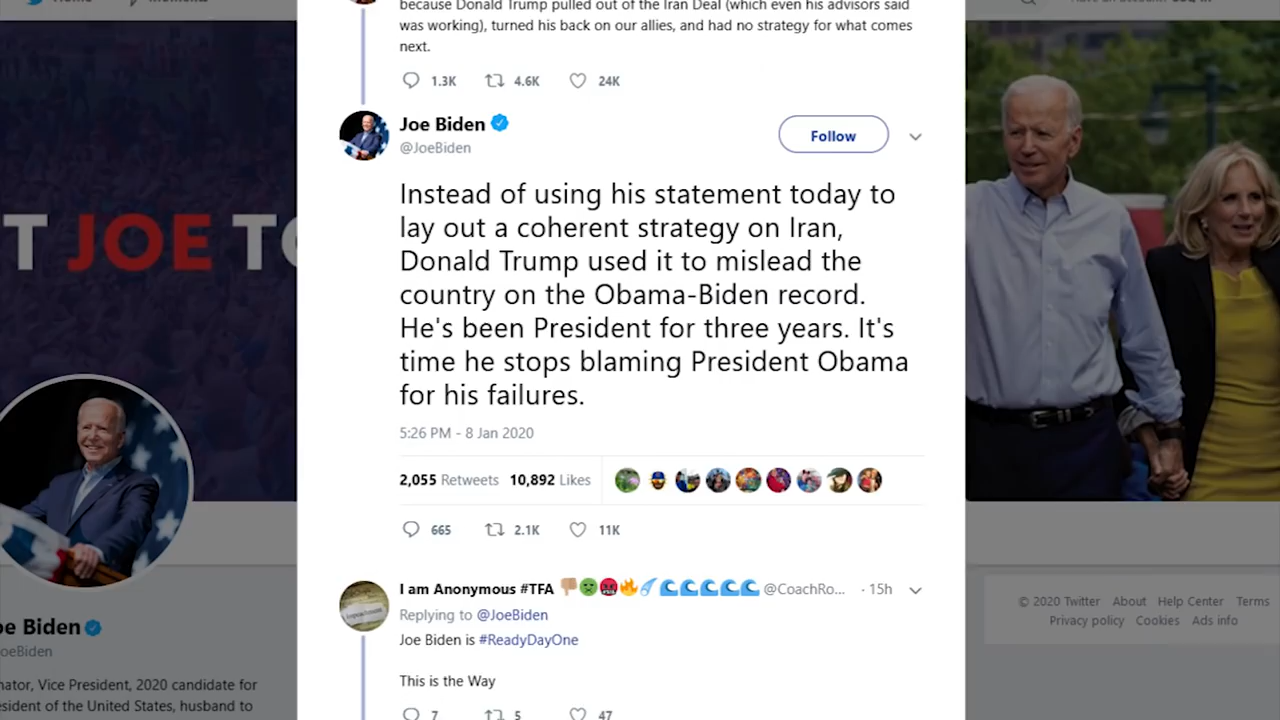 because Donald Trump pulled out of the Iran Deal (which even his advisors said
was working), turned his back on our allies, and had no strategy for what comes
next.
1.3K 4.6K 24K
Joe Biden
@JoeBiden
Follow
Instead of using his statement today to
lay out a coherent strategy on Iran,
Donald Trump used it to mislead the
country on the Obama-Biden record.
He's been President for three years. It's
time he stops blaming President Obama
for his failures.
5:26 PM - 8 Jan 2020
2,055 Retweets 10,892 Likes
665 2.1K 11K
I am Anonymous #TFA 👎🏽🤢🤬🔥☄️🌊🌊🌊🌊🌊 @CoachRo... · 15h
Replying to @JoeBiden
Joe Biden is #ReadyDayOne
This is the Way
7 5 47
T JOE TO
oe Biden
oeBiden
nator, Vice President, 2020 candidate for
esident of the United States, husband to
© 2020 Twitter About Help Center Terms
Privacy policy Cookies Ads info